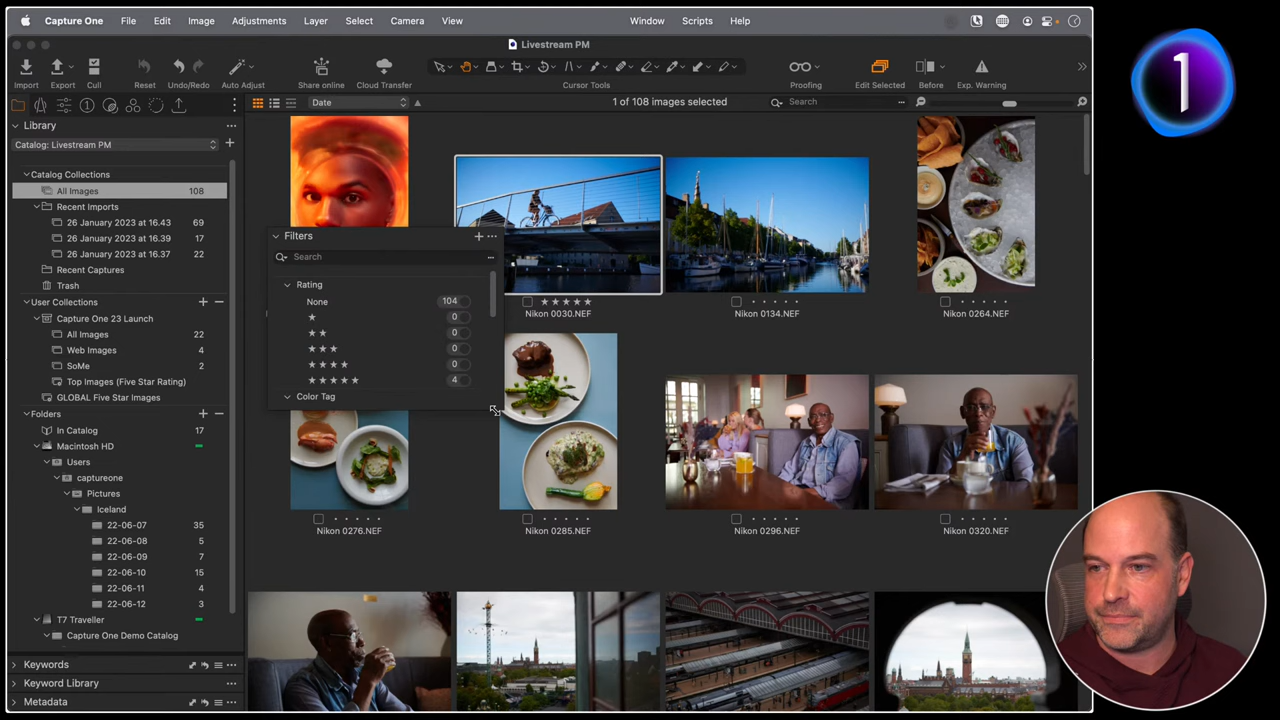 Capture One File Edit Image Adjustments Layer Select Camera View Window Scripts Help
Livestream PM
Import Export Cull Reset Undo/Redo Auto Adjust Share online Cloud Transfer Cursor Tools Proofing Edit Selected Before Exp. Warning
Library
Date
1 of 108 images selected
Search
Catalog: Livestream PM
Catalog Collections
All Images 108
Recent Imports
26 January 2023 at 16.43 69
26 January 2023 at 16.39 17
26 January 2023 at 16.37 22
Recent Captures
Trash
User Collections
Capture One 23 Launch
All Images 22
Web Images 4
SoMe 2
Top Images (Five Star Rating)
GLOBAL Five Star Images
Folders
In Catalog 17
Macintosh HD
Users
captureone
Pictures
Iceland
22-06-07 35
22-06-08 5
22-06-09 7
22-06-10 15
22-06-11 4
22-06-12 3
T7 Traveller
Capture One Demo Catalog
Keywords
Keyword Library
Metadata
Filters
Search
Rating
None 104
★ 0
★★ 0
★★★ 0
★★★★ 0
★★★★★ 4
Color Tag
★★★★★
Nikon 0030.NEF
Nikon 0134.NEF
Nikon 0264.NEF
Nikon 0276.NEF
Nikon 0285.NEF
Nikon 0296.NEF
Nikon 0320.NEF
1